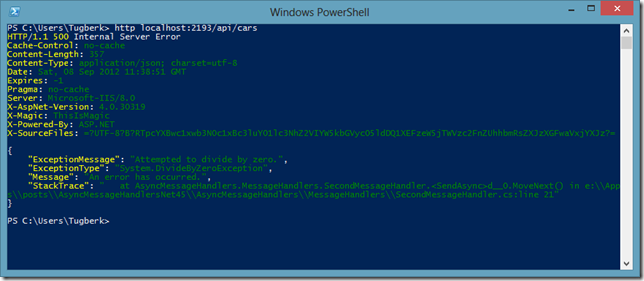 Windows PowerShell
PS C:\Users\Tugberk> http localhost:2193/api/cars
HTTP/1.1 500 Internal Server Error
Cache-Control: no-cache
Content-Length: 357
Content-Type: application/json; charset=utf-8
Date: Sat, 08 Sep 2012 11:38:51 GMT
Expires: -1
Pragma: no-cache
Server: Microsoft-IIS/8.0
X-AspNet-Version: 4.0.30319
X-Magic: ThisIsMagic
X-Powered-By: ASP.NET
X-SourceFiles:
{
"ExceptionMessage": "Attempted to divide by zero.",
"ExceptionType": "System.DivideByZeroException",
"Message": "An error has occurred.",
"StackTrace": "   at AsyncMessageHandlers.MessageHandlers.SecondMessageHandler.<SendAsync>d__0.MoveNext() in e:\\App
s\\posts\\AsyncMessageHandlersNet45\\AsyncMessageHandlers\\MessageHandlers\\SecondMessageHandler.cs:line 21"
}
PS C:\Users\Tugberk>